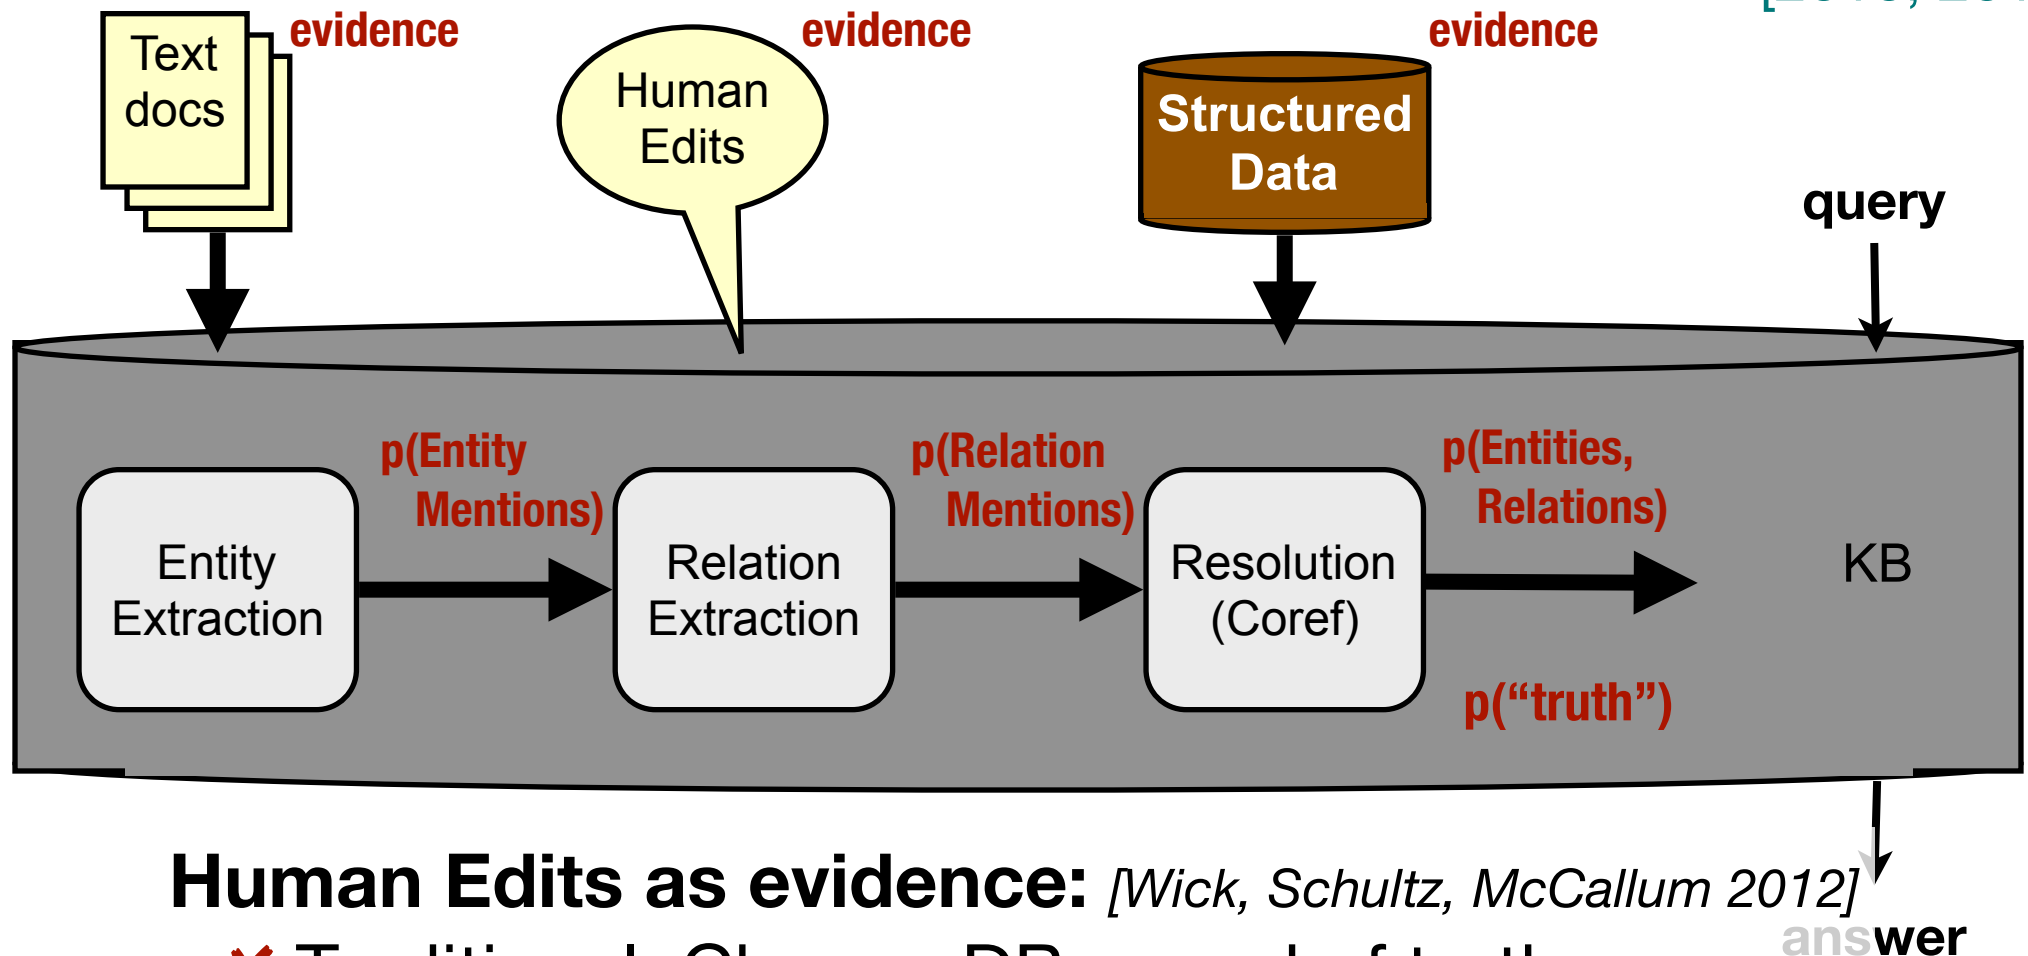 evidence
evidence
evidence
Text
docs
Human
Edits
Structured
Data
query
p(Entity
Mentions)
p(Relation
Mentions)
p(Entities,
Relations)
Entity
Extraction
Relation
Extraction
Resolution
(Coref)
KB
p(“truth”)
Human Edits as evidence: [Wick, Schultz, McCallum 2012]
answer